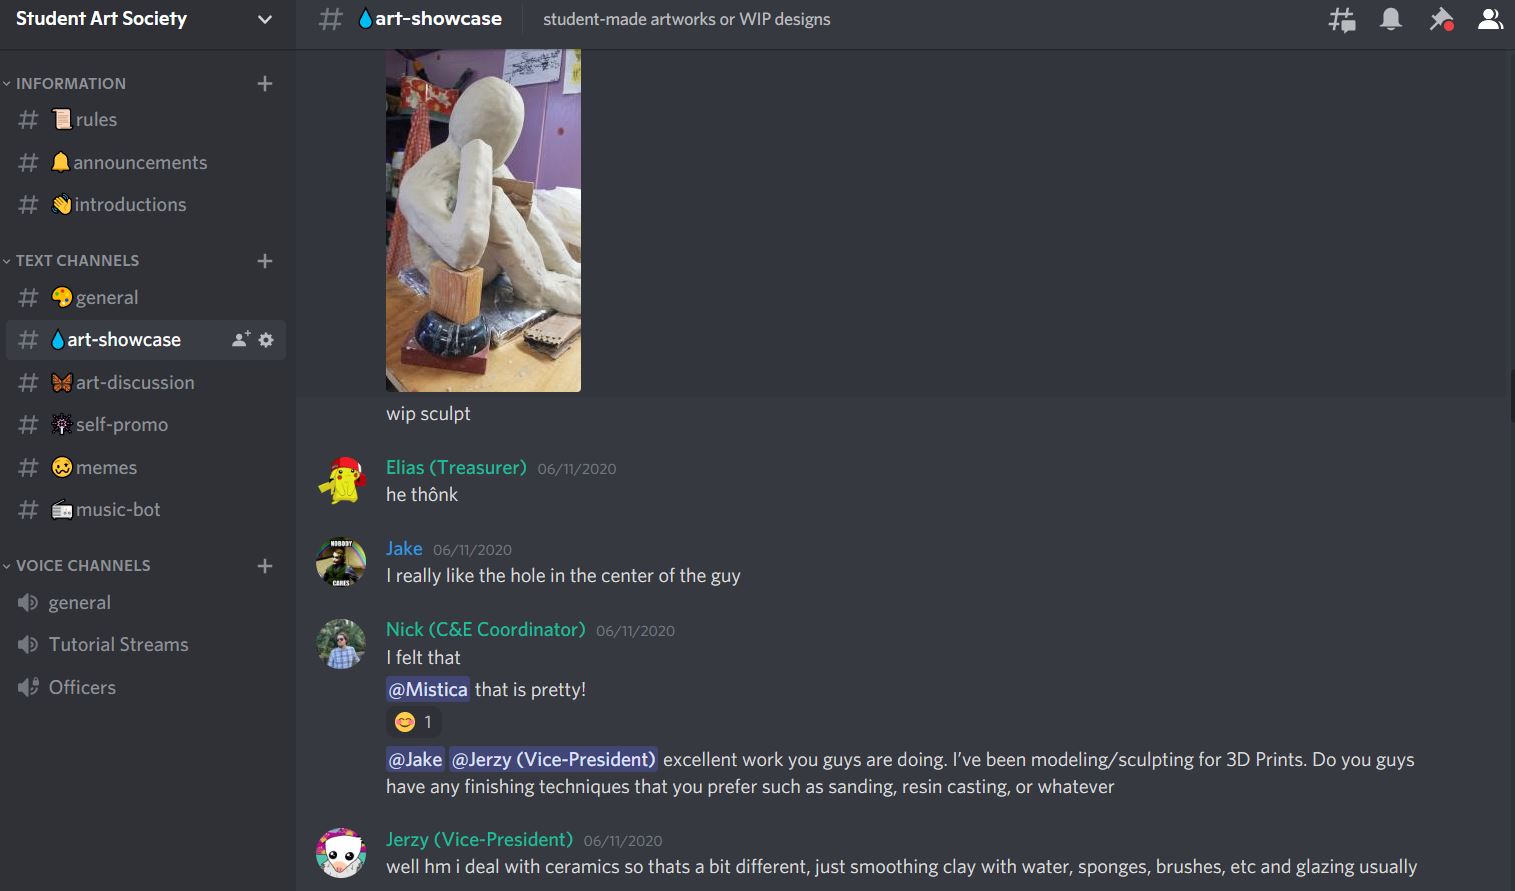 Student Art Society
art-showcase
student-made artworks or WIP designs
INFORMATION
rules
announcements
introductions
TEXT CHANNELS
general
art-showcase
art-discussion
self-promo
memes
music-bot
VOICE CHANNELS
general
Tutorial Streams
Officers
wip sculpt
Elias (Treasurer) 06/11/2020
he thônk
NOBODY
CARES
Jake 06/11/2020
I really like the hole in the center of the guy
Nick (C&E Coordinator) 06/11/2020
I felt that
@Mistica that is pretty!
😊 1
@Jake @Jerzy (Vice-President) excellent work you guys are doing. I've been modeling/sculpting for 3D Prints. Do you guys
have any finishing techniques that you prefer such as sanding, resin casting, or whatever
Jerzy (Vice-President) 06/11/2020
well hm i deal with ceramics so thats a bit different, just smoothing clay with water, sponges, brushes, etc and glazing usually